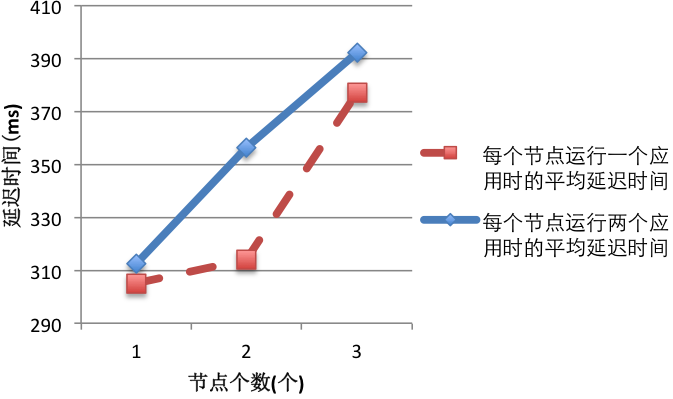 410
390
370
350
330
310
290
延迟时间(ms)
1
2
3
节点个数(个)
每个节点运行一个应
用时的平均延迟时间
每个节点运行两个应
用时的平均延迟时间